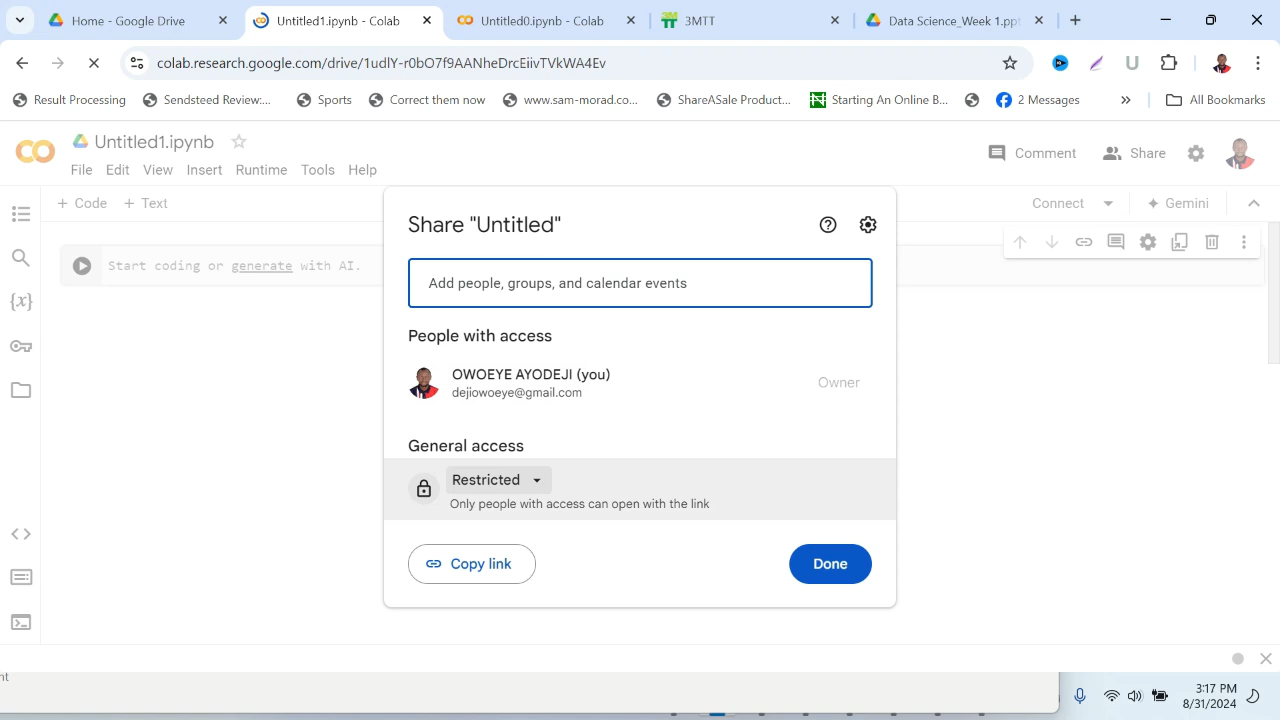 Home - Google Drive
Untitled1.ipynb - Colab
Untitled0.ipynb - Colab
3MTT
Data Science_Week 1.ppt
colab.research.google.com/drive/1udlY-r0bO7f9AANheDrcEiivTVkWA4Ev
Result Processing
Sendsteed Review:...
Sports
Correct them now
www.sam-morad.co...
ShareASale Product...
Starting An Online B...
2 Messages
All Bookmarks
Untitled1.ipynb
Comment
Share
File Edit View Insert Runtime Tools Help
+ Code + Text
Connect
Gemini
Start coding or generate with AI.
Share "Untitled"
Add people, groups, and calendar events
People with access
OWOEYE AYODEJI (you)
dejiowoeye@gmail.com
Owner
General access
Restricted
Only people with access can open with the link
Copy link
Done
nt
3:17 PM
8/31/2024